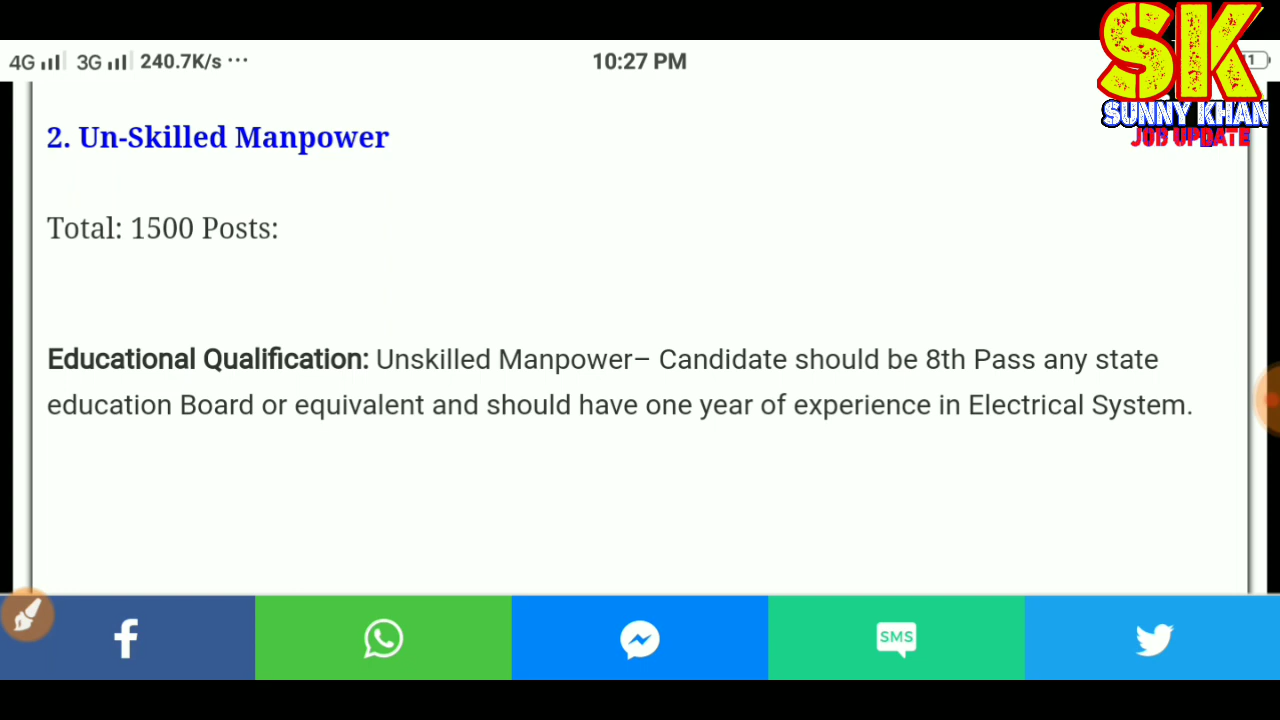 4G 3G 240.7K/s ... 10:27 PM
SK
SUNNY KHAN
JOB UPDATE
2. Un-Skilled Manpower
Total: 1500 Posts:
Educational Qualification: Unskilled Manpower– Candidate should be 8th Pass any state
education Board or equivalent and should have one year of experience in Electrical System.
SMS